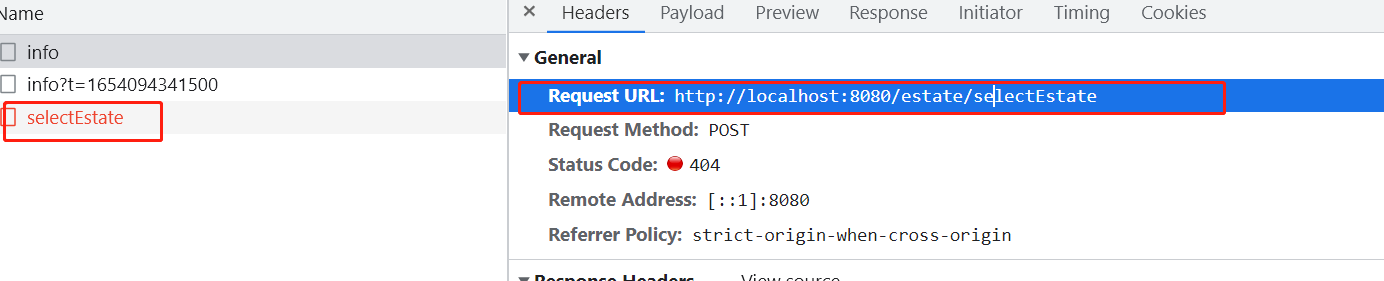 Name
info
info?t=1654094341500
selectEstate
× Headers Payload Preview Response Initiator Timing Cookies
▼ General
Request URL: http://localhost:8080/estate/selectEstate
Request Method: POST
Status Code: 404
Remote Address: [::1]:8080
Referrer Policy: strict-origin-when-cross-origin
▼ Response Headers View source